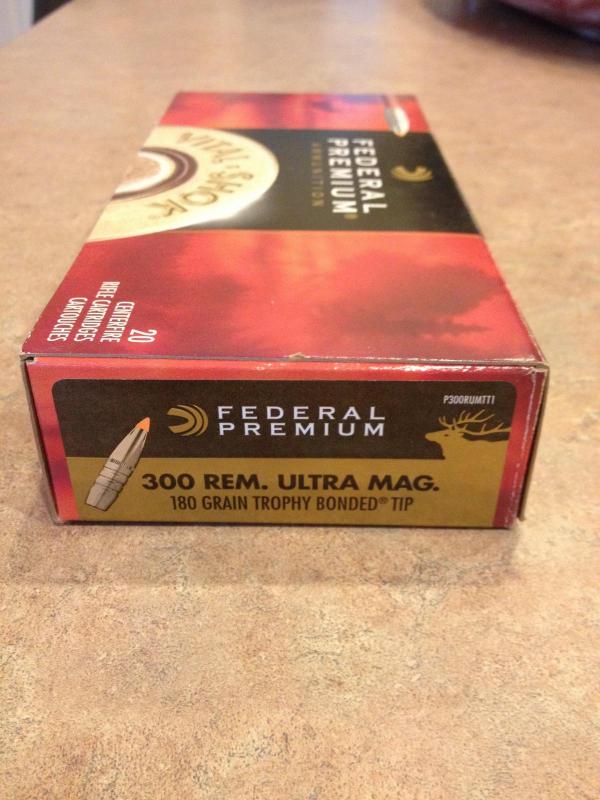 VITAL•SHOK®
FEDERAL
PREMIUM®
AMMUNITION
20
CENTERFIRE
RIFLE CARTRIDGES
CARTOUCHES
P300RUMTT1
FEDERAL
PREMIUM
300 REM. ULTRA MAG.
180 GRAIN TROPHY BONDED® TIP